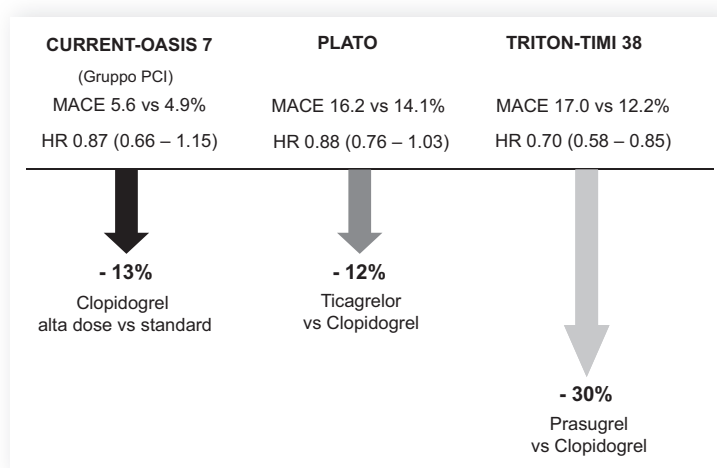 CURRENT-OASIS 7
(Gruppo PCI)
MACE 5.6 vs 4.9%
HR 0.87 (0.66 – 1.15)
- 13%
Clopidogrel
alta dose vs standard
PLATO
MACE 16.2 vs 14.1%
HR 0.88 (0.76 – 1.03)
- 12%
Ticagrelor
vs Clopidogrel
TRITON-TIMI 38
MACE 17.0 vs 12.2%
HR 0.70 (0.58 – 0.85)
- 30%
Prasugrel
vs Clopidogrel